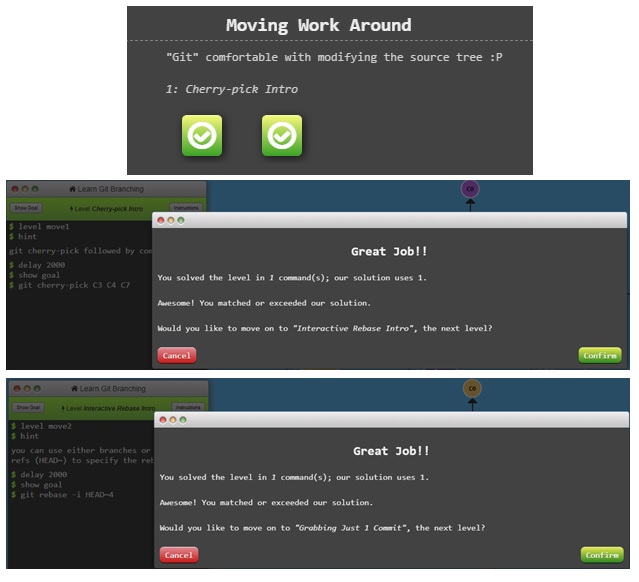 Moving Work Around
"Git" comfortable with modifying the source tree :P
1: Cherry-pick Intro
Learn Git Branching
Show Goal
Level Cherry-pick Intro
Instructions
$ level move1
$ hint
git cherry-pick followed by com
$ delay 2000
$ show goal
$ git cherry-pick C3 C4 C7
C0
Great Job!!
You solved the level in 1 command(s); our solution uses 1.
Awesome! You matched or exceeded our solution.
Would you like to move on to "Interactive Rebase Intro", the next level?
Cancel
Confirm
Learn Git Branching
Show Goal
Level Interactive Rebase Intro
Instructions
$ level move2
$ hint
you can use either branches or
refs (HEAD~) to specify the reb
$ delay 2000
$ show goal
$ git rebase -i HEAD~4
C0
Great Job!!
You solved the level in 1 command(s); our solution uses 1.
Awesome! You matched or exceeded our solution.
Would you like to move on to "Grabbing Just 1 Commit", the next level?
Cancel
Confirm